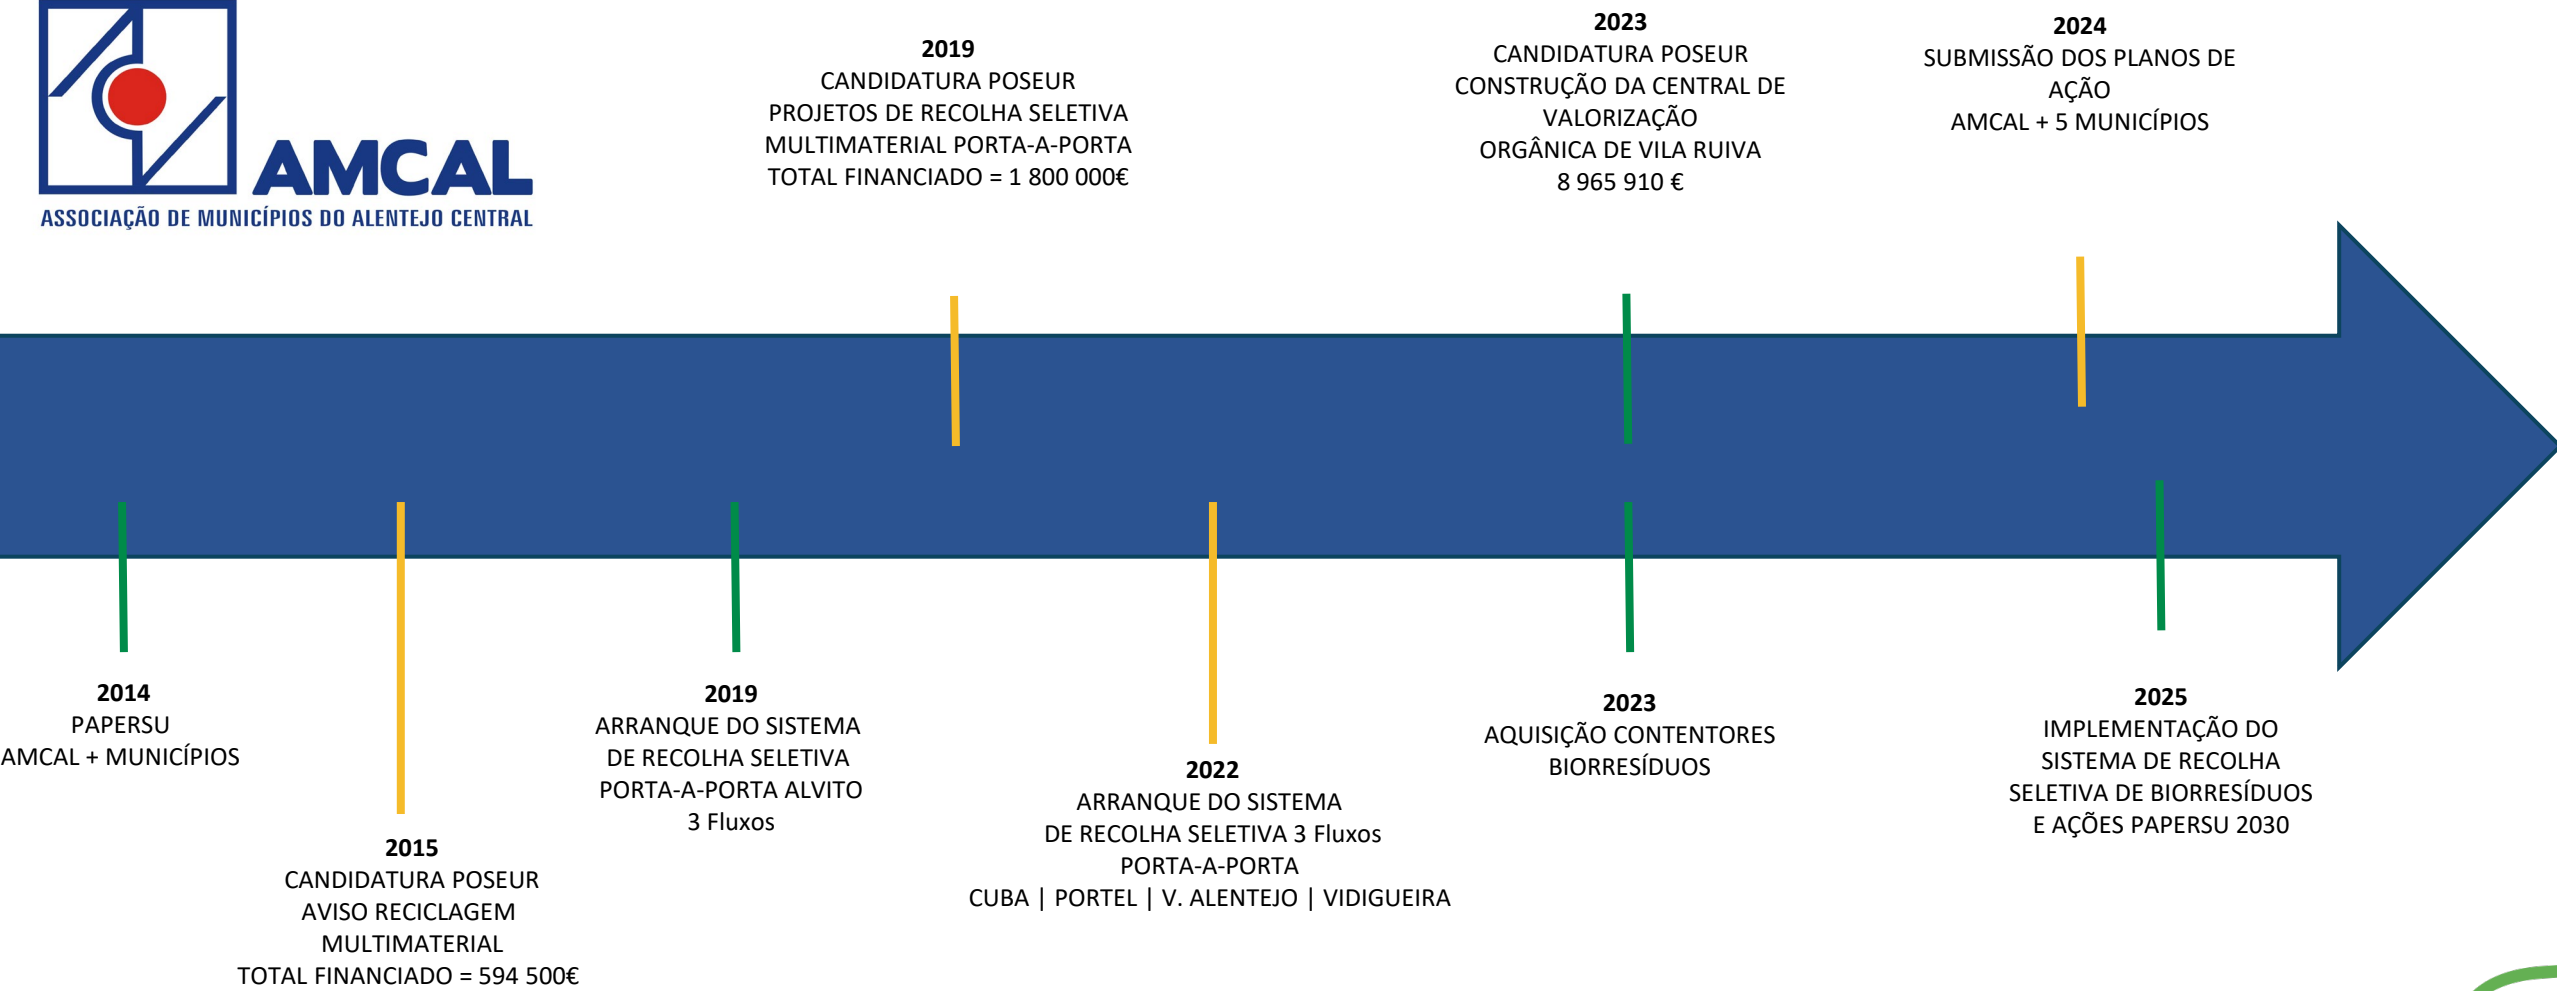 AMCAL
ASSOCIAÇÃO DE MUNICÍPIOS DO ALENTEJO CENTRAL
2019
CANDIDATURA POSEUR
PROJETOS DE RECOLHA SELETIVA
MULTIMATERIAL PORTA-A-PORTA
TOTAL FINANCIADO = 1 800 000€
2023
CANDIDATURA POSEUR
CONSTRUÇÃO DA CENTRAL DE
VALORIZAÇÃO
ORGÂNICA DE VILA RUIVA
8 965 910 €
2024
SUBMISSÃO DOS PLANOS DE
AÇÃO
AMCAL + 5 MUNICÍPIOS
2014
PAPERSU
AMCAL + MUNICÍPIOS
2015
CANDIDATURA POSEUR
AVISO RECICLAGEM
MULTIMATERIAL
TOTAL FINANCIADO = 594 500€
2019
ARRANQUE DO SISTEMA
DE RECOLHA SELETIVA
PORTA-A-PORTA ALVITO
3 Fluxos
2022
ARRANQUE DO SISTEMA
DE RECOLHA SELETIVA 3 Fluxos
PORTA-A-PORTA
CUBA | PORTEL | V. ALENTEJO | VIDIGUEIRA
2023
AQUISIÇÃO CONTENTORES
BIORRESÍDUOS
2025
IMPLEMENTAÇÃO DO
SISTEMA DE RECOLHA
SELETIVA DE BIORRESÍDUOS
E AÇÕES PAPERSU 2030